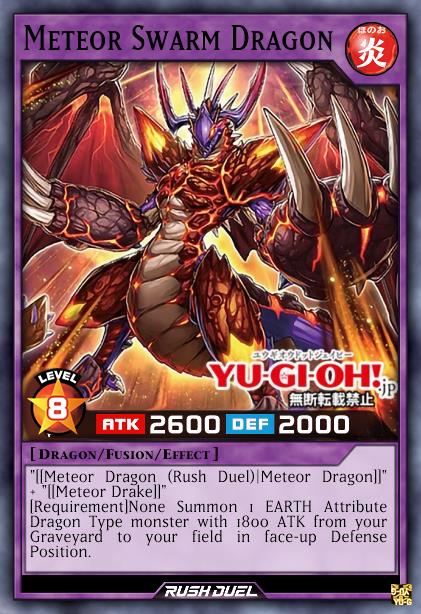 METEOR SWARM DRAGON
ほのお
炎
ユウギオウドットジェイピー
YU-GI-OH!.jp
無断転載禁止
LEVEL
8
ATK 2600 DEF 2000
[DRAGON/FUSION/EFFECT]
"[[Meteor Dragon (Rush Duel)|Meteor Dragon]]"
+ "[[Meteor Drake]]"
[Requirement]None Summon 1 EARTH Attribute
Dragon Type monster with 1800 ATK from your
Graveyard to your field in face-up Defense
Position.
RUSH DUEL